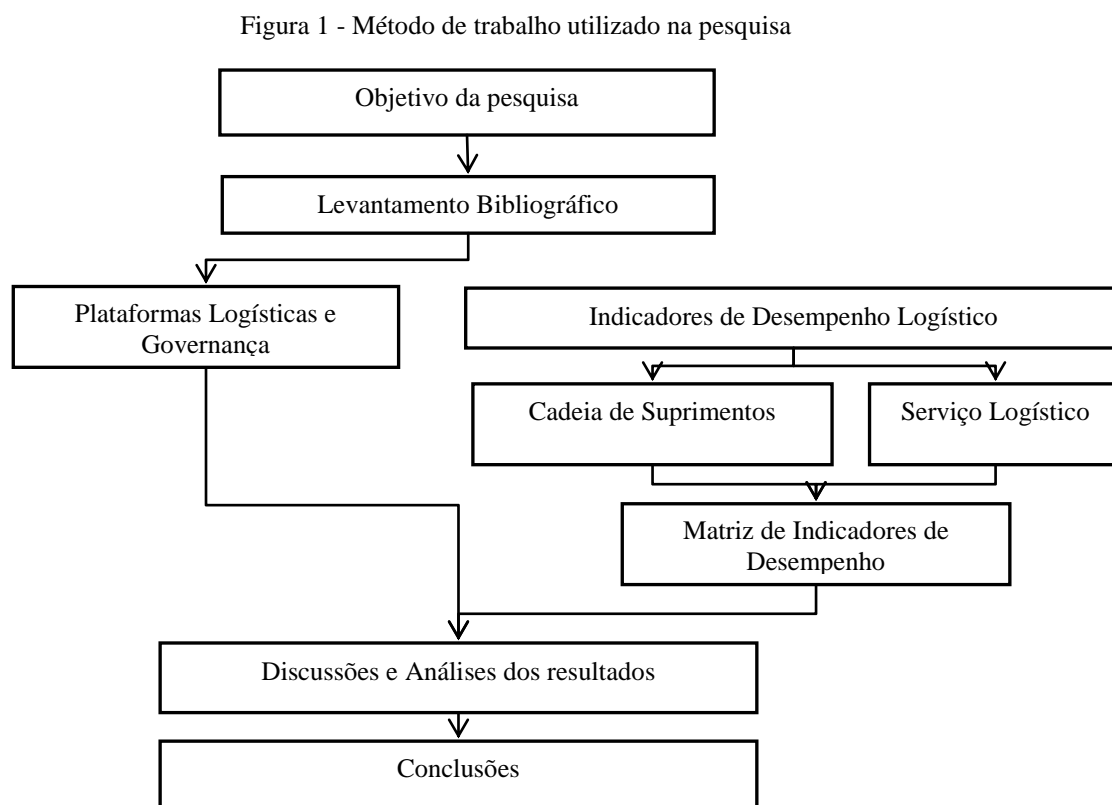 Figura 1 - Método de trabalho utilizado na pesquisa
Objetivo da pesquisa
Levantamento Bibliográfico
Plataformas Logísticas e
Governança
Indicadores de Desempenho Logístico
Cadeia de Suprimentos
Serviço Logístico
Matriz de Indicadores de
Desempenho
Discussões e Análises dos resultados
Conclusões